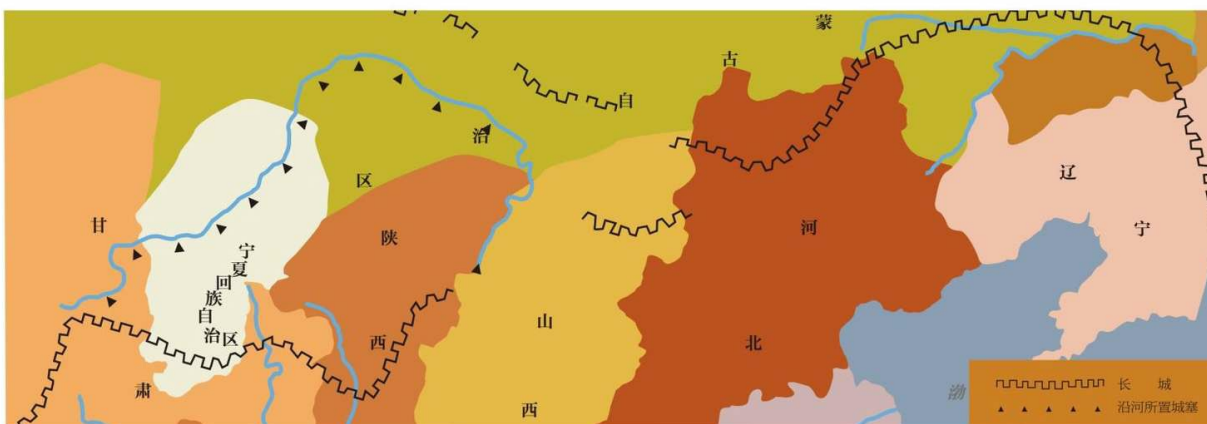 蒙古自治区
甘肃
宁夏回族自治区
陕西
山西
河北
辽宁
渤
长城
沿河所置城塞